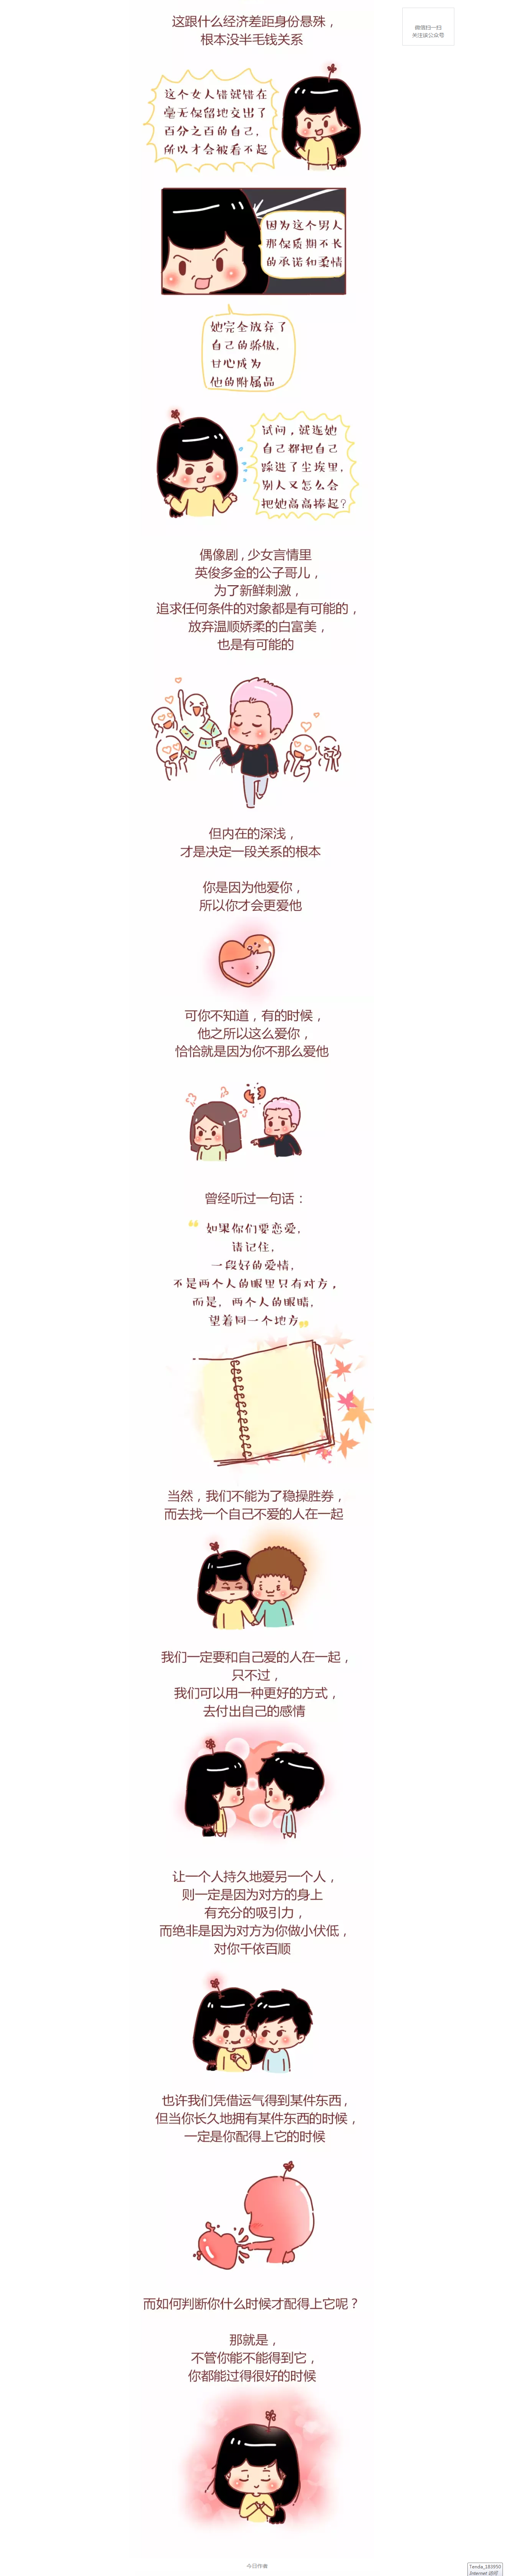 这跟什么经济差距身份悬殊，
根本没半毛钱关系
微信扫一扫
关注该公众号
这个女人错就错在
毫无保留地交出了
百分之百的自己，
所以才会被看不起
因为这个男人
那保质期不长
的承诺和柔情
她完全放弃了
自己的骄傲，
甘心成为
他的附属品
试问，就连她
自己都把自己
踩进了尘埃里，
别人又怎么会
把她高高捧起？
偶像剧，少女言情里
英俊多金的公子哥儿，
为了新鲜刺激，
追求任何条件的对象都是有可能的，
放弃温顺娇柔的白富美，
也是有可能的
但内在的深浅，
才是决定一段关系的根本
你是因为他爱你，
所以你才会更爱他
可你不知道，有的时候，
他之所以这么爱你，
恰恰就是因为你不那么爱他
曾经听过一句话：
“如果你们要恋爱，
请记住，
一段好的爱情，
不是两个人的眼里只有对方，
而是，两个人的眼睛，
望着同一个地方”
当然，我们不能为了稳操胜券，
而去找一个自己不爱的人在一起
我们一定要和自己爱的人在一起，
只不过，
我们可以用一种更好的方式，
去付出自己的感情
让一个人持久地爱另一个人，
则一定是因为对方的身上
有充分的吸引力，
而绝非是因为对方为你做小伏低，
对你千依百顺
也许我们凭借运气得到某件东西，
但当你长久地拥有某件东西的时候，
一定是你配得上它的时候
而如何判断你什么时候才配得上它呢？
那就是，
不管你能不能得到它，
你都能过得很好的时候
今日作者
Tenda_1B3950
Internet 访问